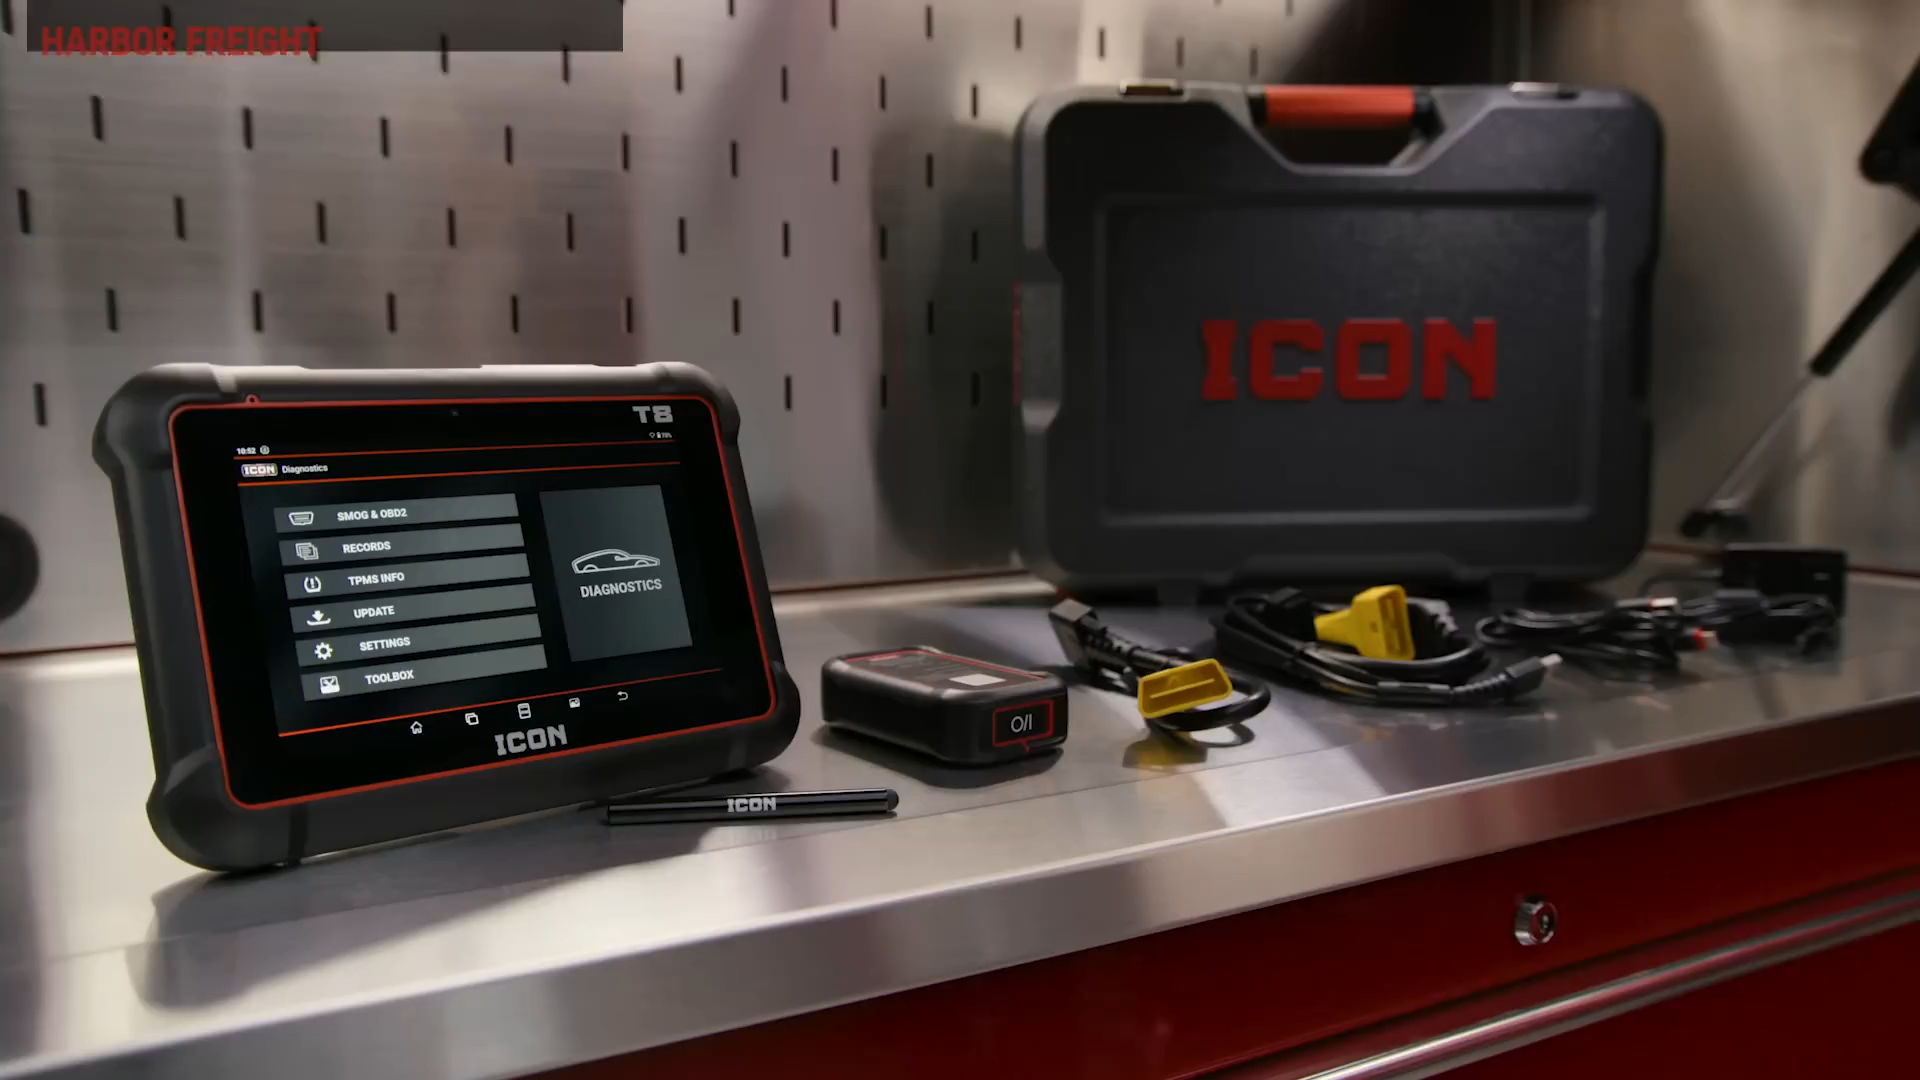 HARBOR FREIGHT
ICON
T8
10:52
73%
ICON Diagnostics
SMOG & OBD2
RECORDS
TPMS INFO
UPDATE
SETTINGS
TOOLBOX
DIAGNOSTICS
ICON
O/I
ICON